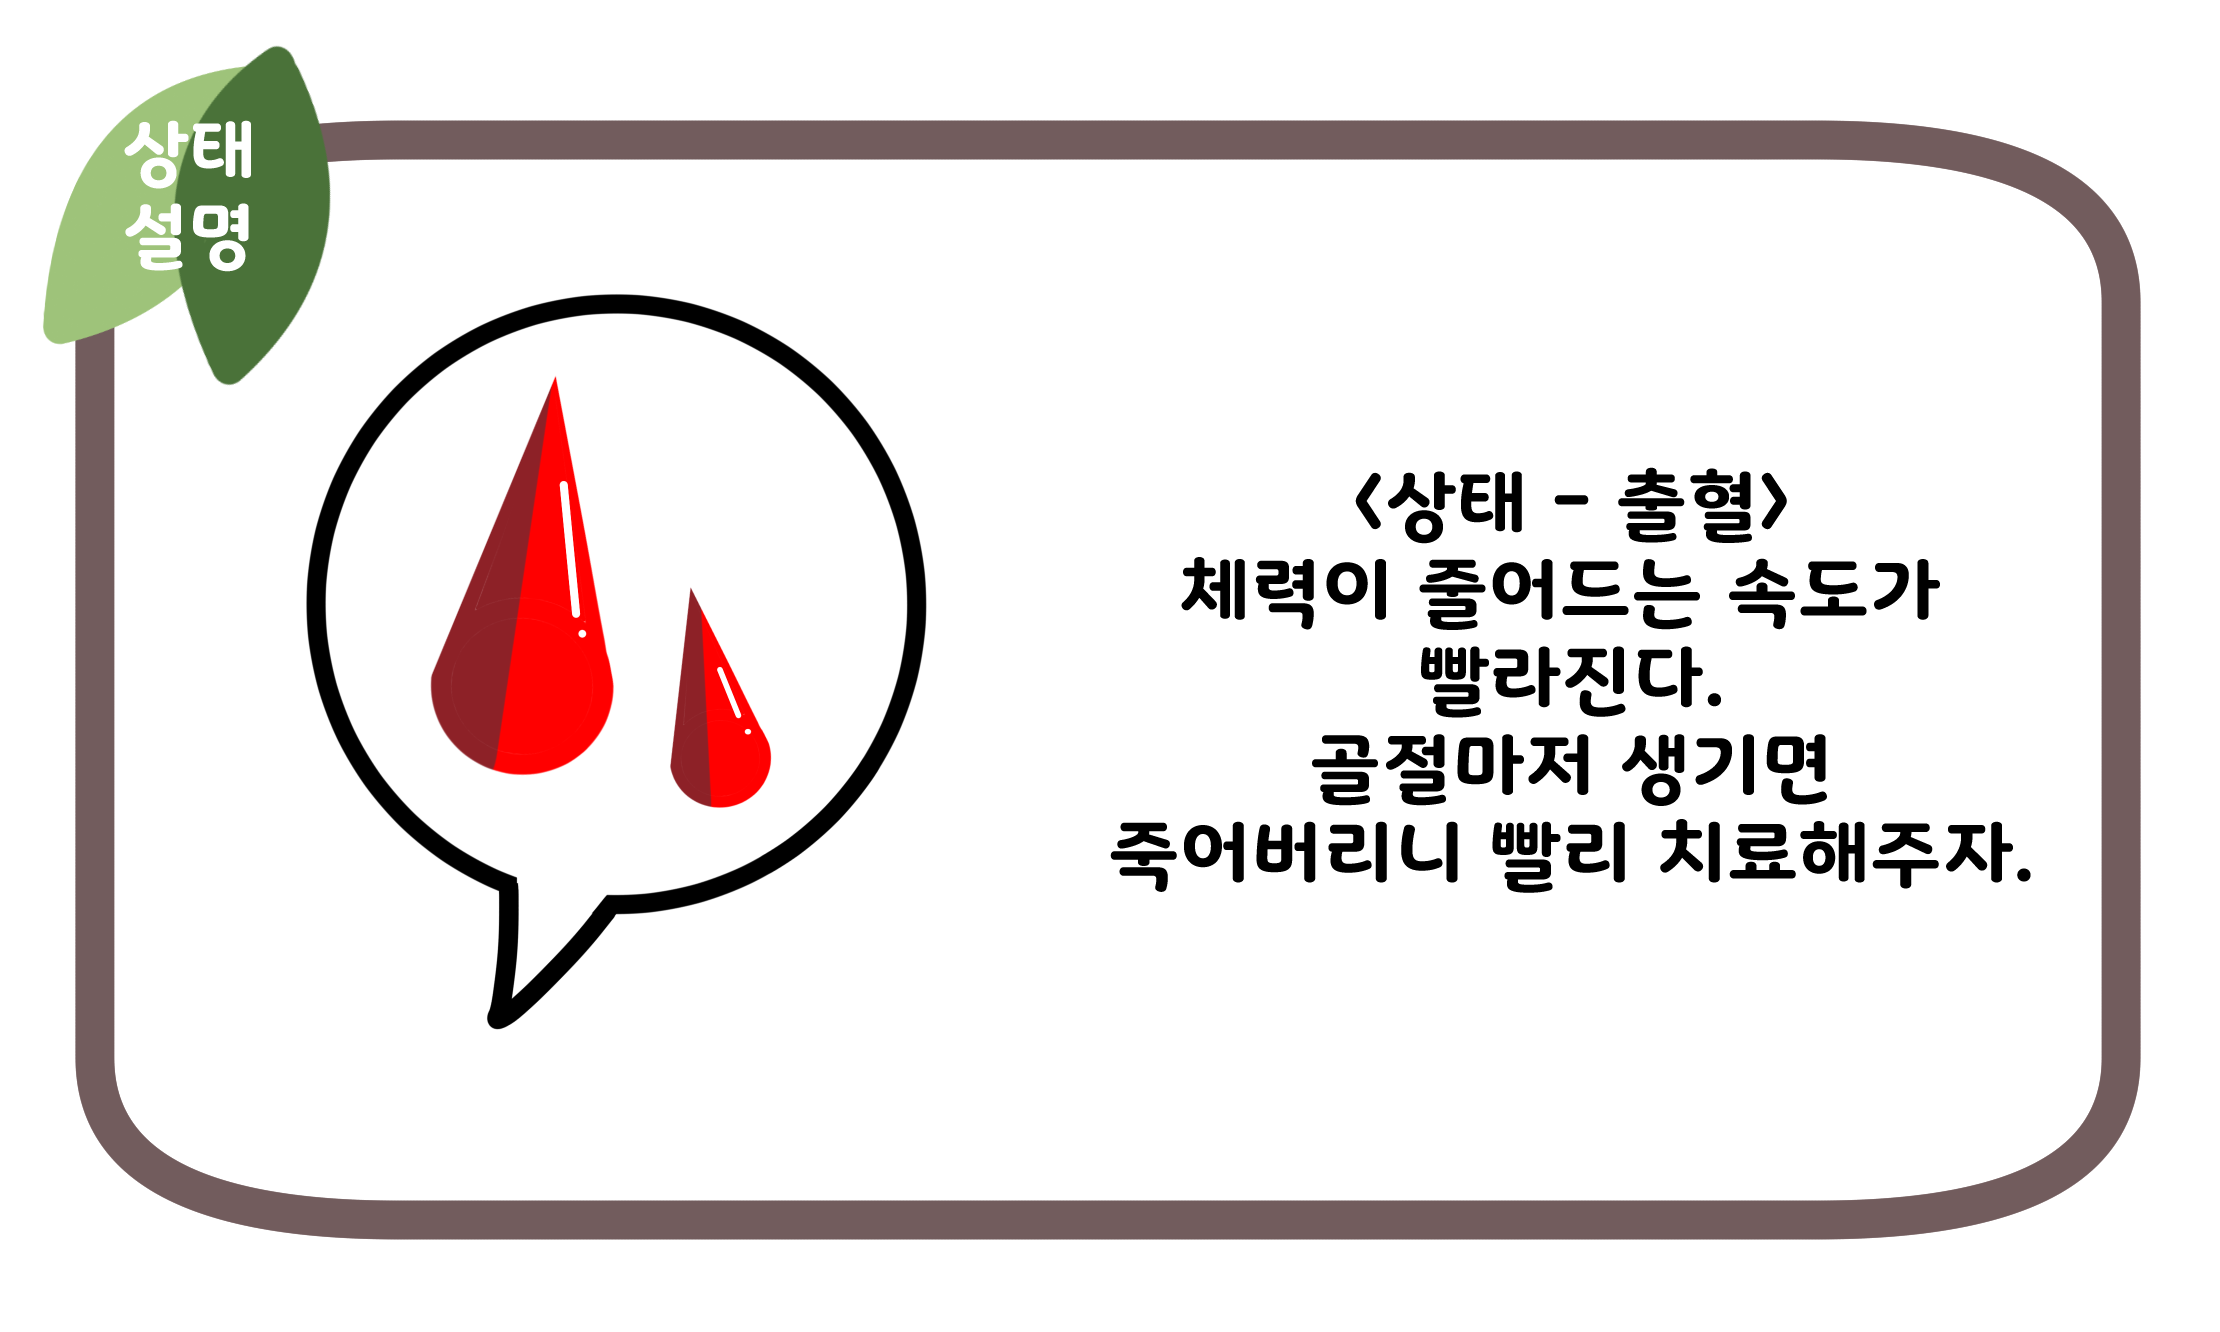 상태
설명
<상태 - 출혈>
체력이 줄어드는 속도가
빨라진다.
골절마저 생기면
죽어버리니 빨리 치료해주자.